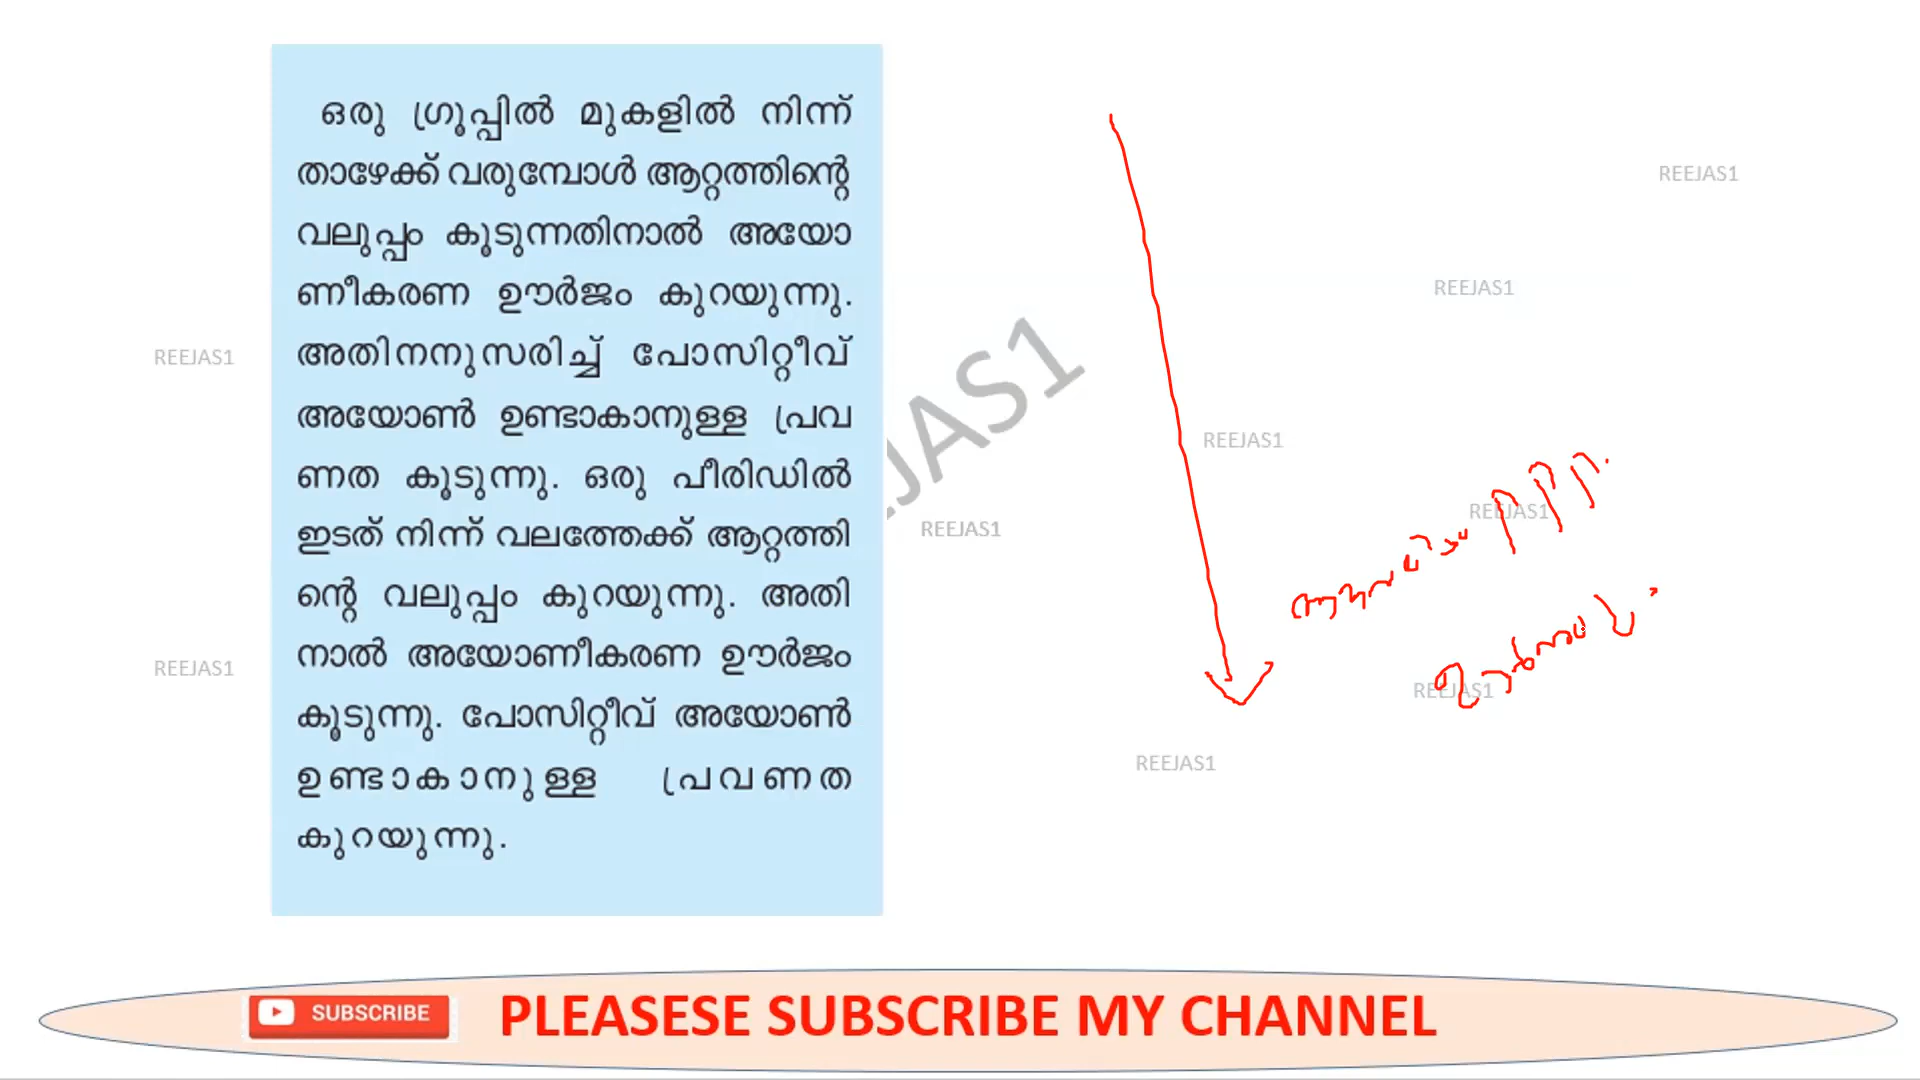 ഒരു ഗ്രൂപ്പിൽ മുകളിൽ നിന്ന്
താഴേക്ക് വരുമ്പോൾ ആറ്റത്തിന്റെ
വലുപ്പം കൂടുന്നതിനാൽ അയോ
ണീകരണ ഊർജം കുറയുന്നു.
അതിനനുസരിച്ച് പോസിറ്റീവ്
അയോൺ ഉണ്ടാകാനുള്ള പ്രവ
ണത കൂടുന്നു. ഒരു പീരിഡിൽ
ഇടത് നിന്ന് വലത്തേക്ക് ആറ്റത്തി
ന്റെ വലുപ്പം കുറയുന്നു. അതി
നാൽ അയോണീകരണ ഊർജം
കൂടുന്നു. പോസിറ്റീവ് അയോൺ
ഉണ്ടാകാനുള്ള പ്രവണത
കുറയുന്നു.
REEJAS1
REEJAS1
REEJAS1
REEJAS1
REEJAS1
JAS1
REEJAS1
REEJAS1
REEJAS1
REEJAS1
REEJAS1
SUBSCRIBE PLEASESE SUBSCRIBE MY CHANNEL